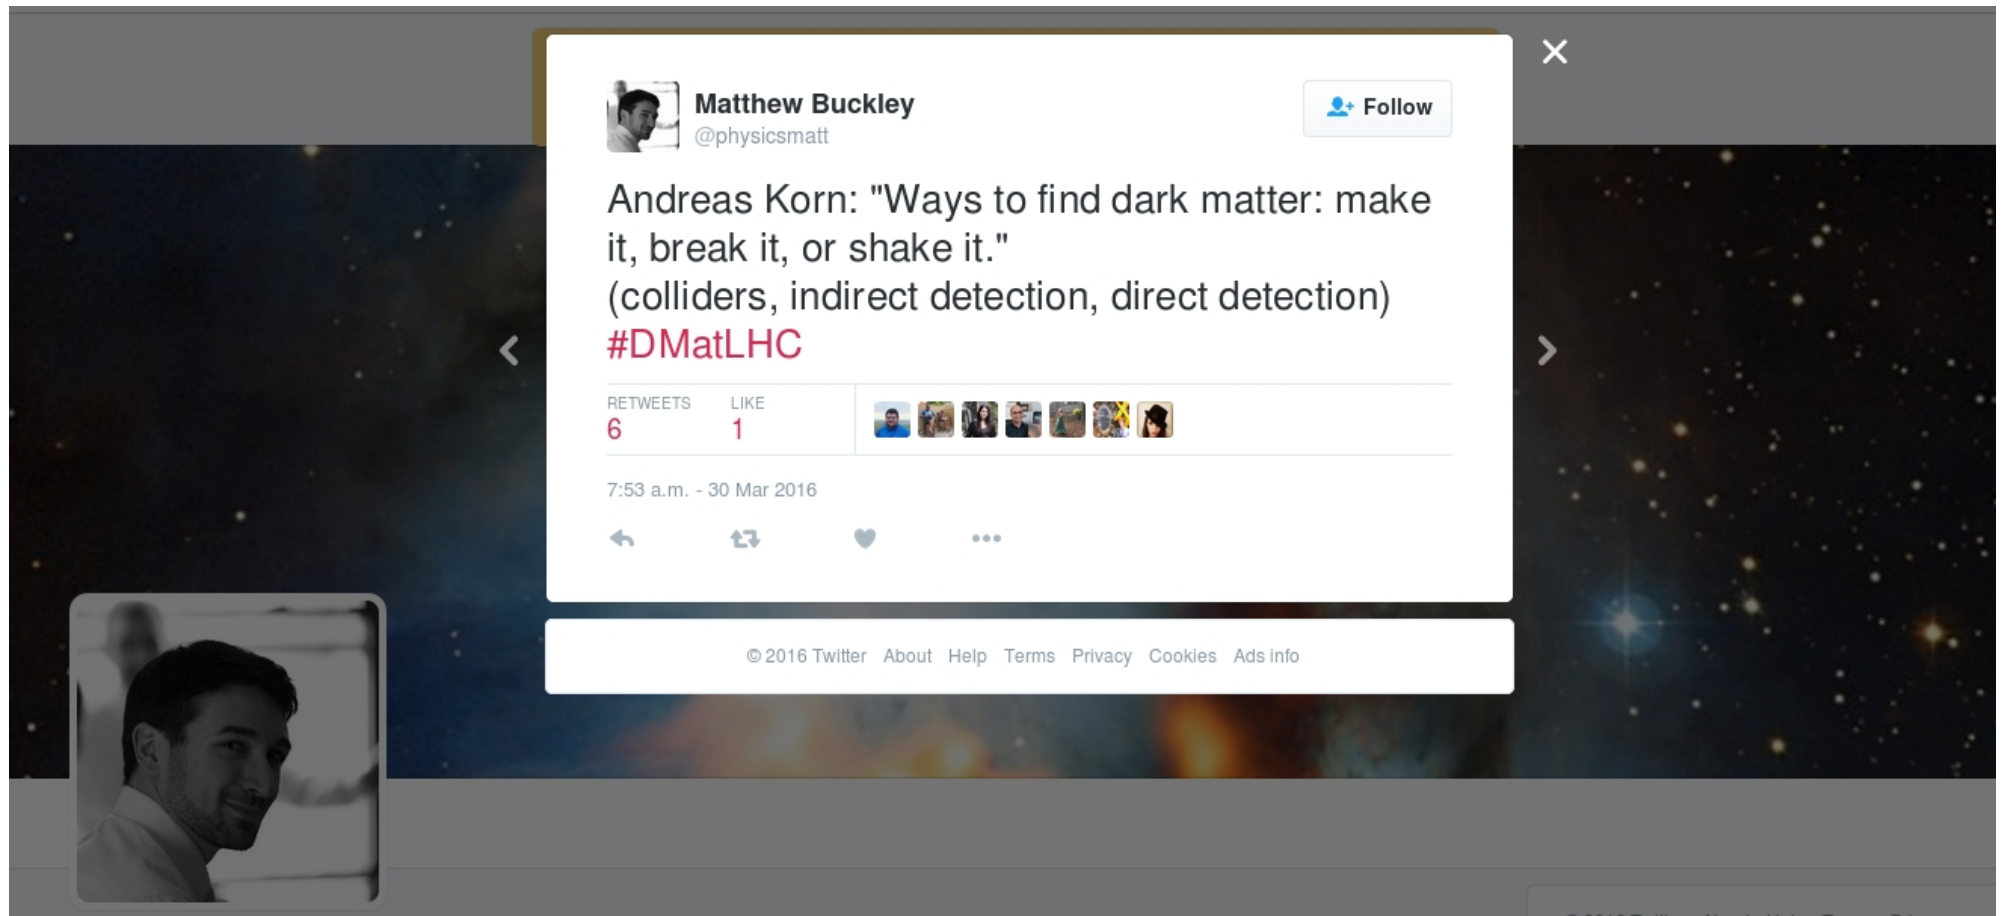 Matthew Buckley
@physicsmatt
Follow
Andreas Korn: "Ways to find dark matter: make
it, break it, or shake it."
(colliders, indirect detection, direct detection)
#DMatLHC
RETWEETS LIKE
6 1
7:53 a.m. - 30 Mar 2016
© 2016 Twitter About Help Terms Privacy Cookies Ads info